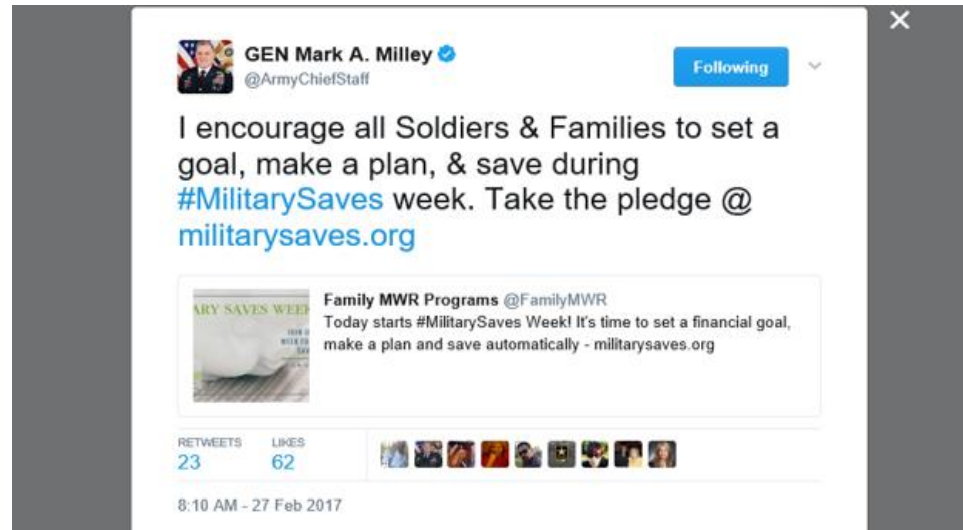 GEN Mark A. Milley
@ArmyChiefStaff
Following
I encourage all Soldiers & Families to set a
goal, make a plan, & save during
#MilitarySaves week. Take the pledge @
militarysaves.org
ARY SAVES WEEK
Family MWR Programs @FamilyMWR
Today starts #MilitarySaves Week! It's time to set a financial goal,
make a plan and save automatically - militarysaves.org
RETWEETS LIKES
23 62
8:10 AM - 27 Feb 2017